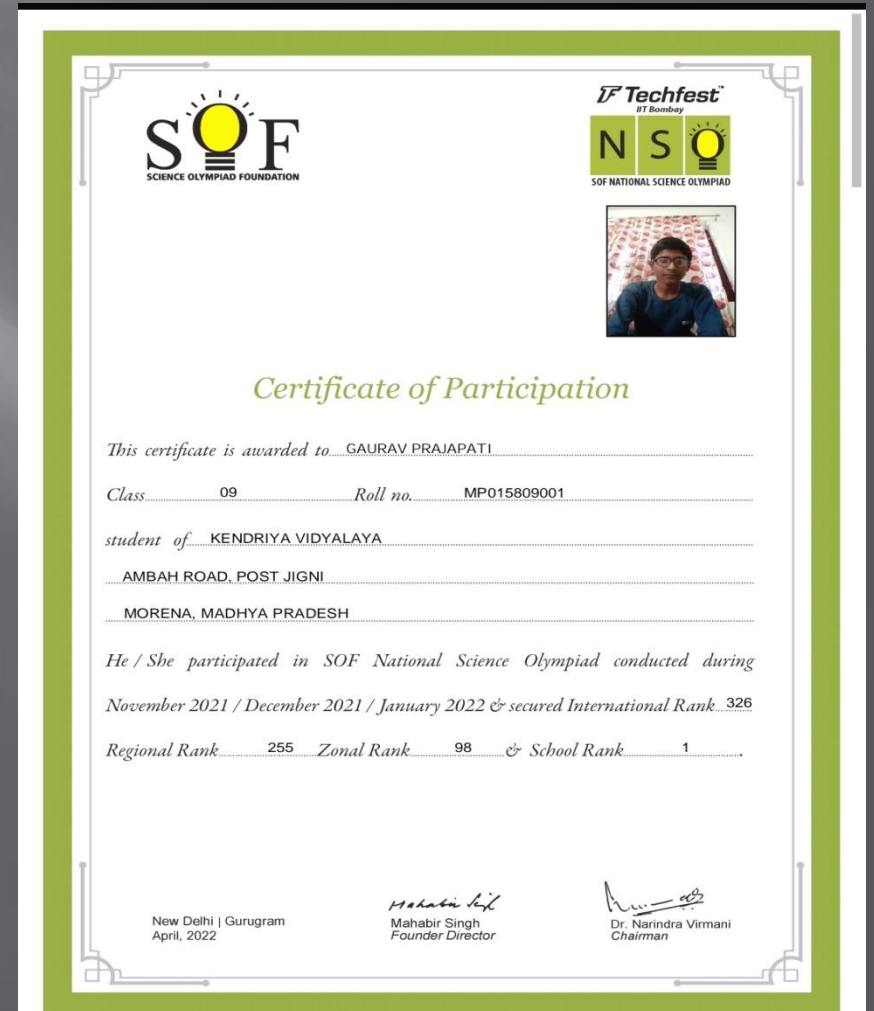 SOF
SCIENCE OLYMPIAD FOUNDATION
Techfest™
IIT Bombay
NSO
SOF NATIONAL SCIENCE OLYMPIAD
Certificate of Participation
This certificate is awarded to GAURAV PRAJAPATI
Class 09 Roll no. MP015809001
student of KENDRIYA VIDYALAYA
AMBAH ROAD, POST JIGNI
MORENA, MADHYA PRADESH
He / She participated in SOF National Science Olympiad conducted during
November 2021 / December 2021 / January 2022 & secured International Rank 326
Regional Rank 255 Zonal Rank 98 & School Rank 1.
Mahabir Singh
New Delhi | Gurugram
April, 2022
Mahabir Singh
Founder Director
Dr. Narindra Virmani
Chairman